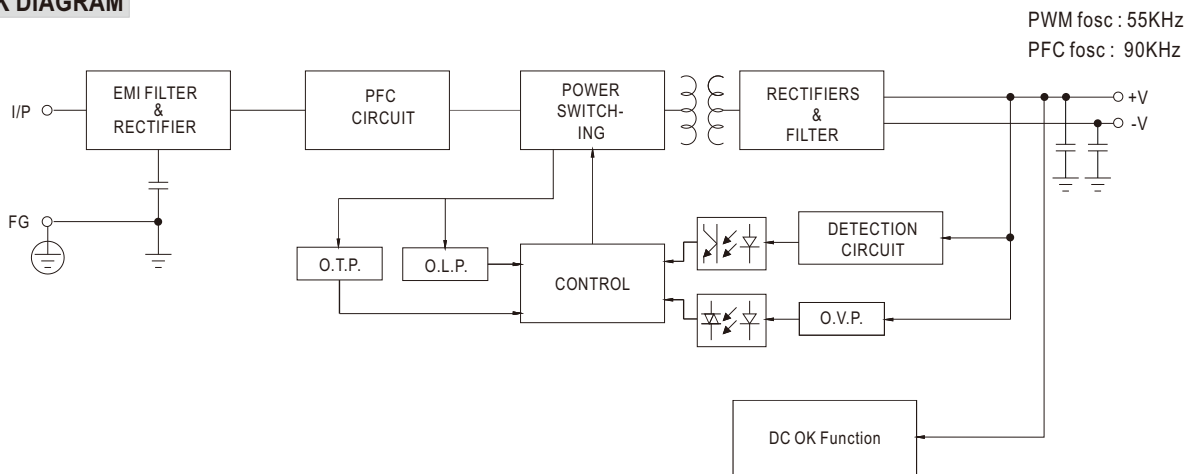 K DIAGRAM
PWM fosc : 55KHz
PFC fosc : 90KHz
I/P
EMI FILTER
&
RECTIFIER
PFC
CIRCUIT
POWER
SWITCH-
ING
RECTIFIERS
&
FILTER
+V
-V
FG
O.T.P.
O.L.P.
CONTROL
DETECTION
CIRCUIT
O.V.P.
DC OK Function